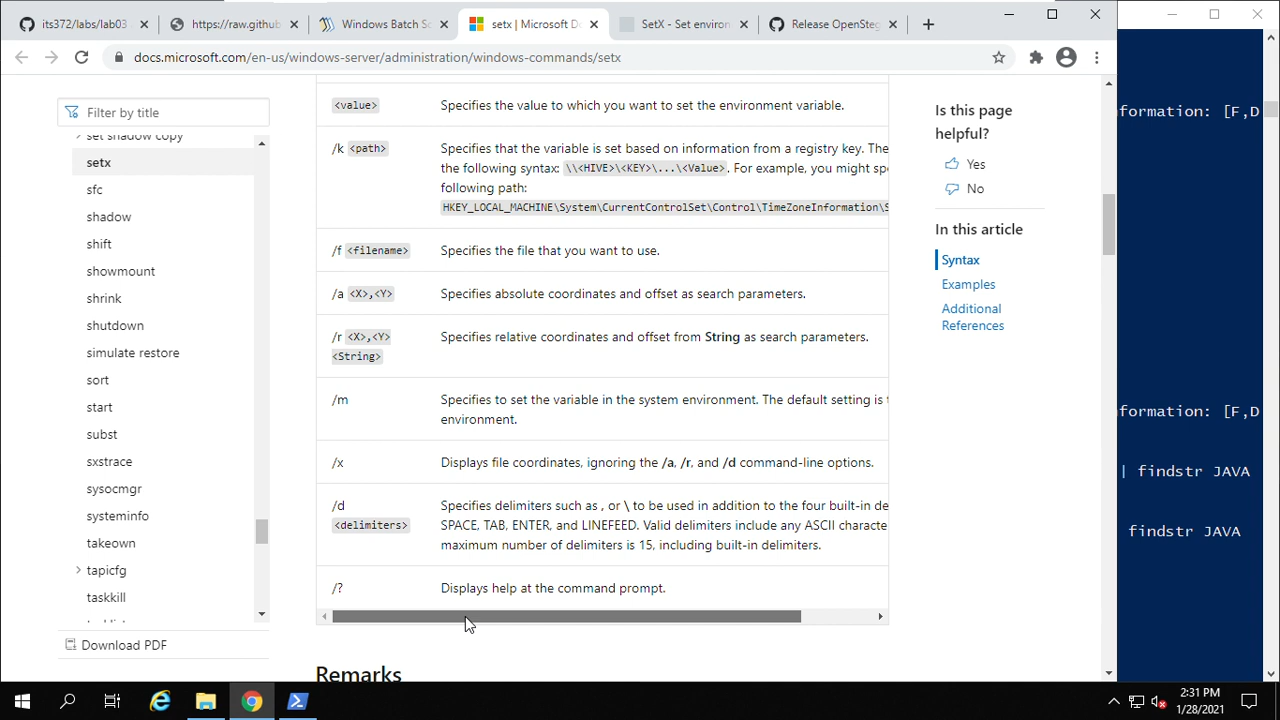 its372/labs/lab03
https://raw.github
Windows Batch Sc
setx | Microsoft Do
SetX - Set environ
Release OpenSteg
docs.microsoft.com/en-us/windows-server/administration/windows-commands/setx
Filter by title
set shadow copy
setx
sfc
shadow
shift
showmount
shrink
shutdown
simulate restore
sort
start
subst
sxstrace
sysocmgr
systeminfo
takeown
tapicfg
taskkill
Download PDF
<value> Specifies the value to which you want to set the environment variable.
/k <path> Specifies that the variable is set based on information from a registry key. The
the following syntax: \\<HIVE>\<KEY>\...\<Value>. For example, you might spe
following path:
HKEY_LOCAL_MACHINE\System\CurrentControlSet\Control\TimeZoneInformation\S
/f <filename> Specifies the file that you want to use.
/a <X>,<Y> Specifies absolute coordinates and offset as search parameters.
/r <X>,<Y> Specifies relative coordinates and offset from String as search parameters.
<String>
/m Specifies to set the variable in the system environment. The default setting is t
environment.
/x Displays file coordinates, ignoring the /a, /r, and /d command-line options.
/d Specifies delimiters such as , or \ to be used in addition to the four built-in de
<delimiters> SPACE, TAB, ENTER, and LINEFEED. Valid delimiters include any ASCII characte
maximum number of delimiters is 15, including built-in delimiters.
/? Displays help at the command prompt.
Remarks
Is this page
helpful?
Yes
No
In this article
Syntax
Examples
Additional
References
formation: [F,D
formation: [F,D
| findstr JAVA
findstr JAVA
2:31 PM
1/28/2021